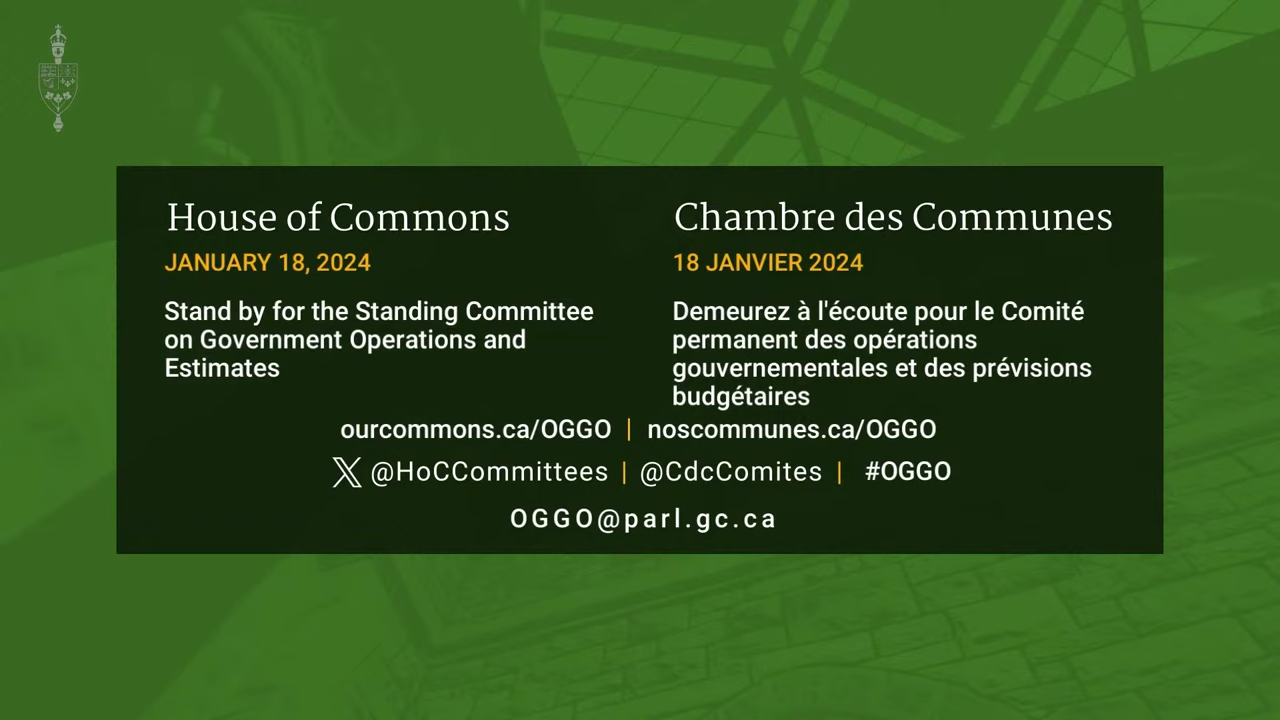 House of Commons
JANUARY 18, 2024
Stand by for the Standing Committee
on Government Operations and
Estimates
Chambre des Communes
18 JANVIER 2024
Demeurez à l'écoute pour le Comité
permanent des opérations
gouvernementales et des prévisions
budgétaires
ourcommons.ca/OGGO | noscommunes.ca/OGGO
@HoCCommittees | @CdcComites | #OGGO
OGGO@parl.gc.ca